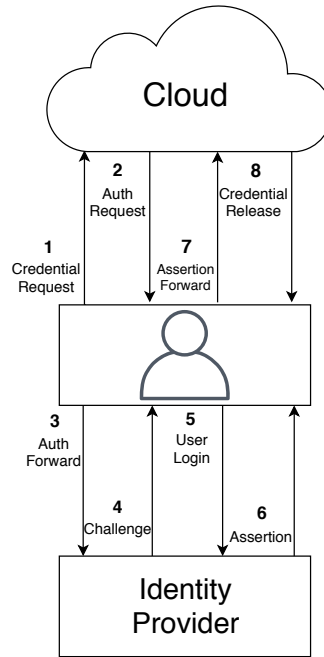 Cloud
2
Auth
Request
8
Credential
Release
1
Credential
Request
7
Assertion
Forward
3
Auth
Forward
5
User
Login
4
Challenge
6
Assertion
Identity
Provider